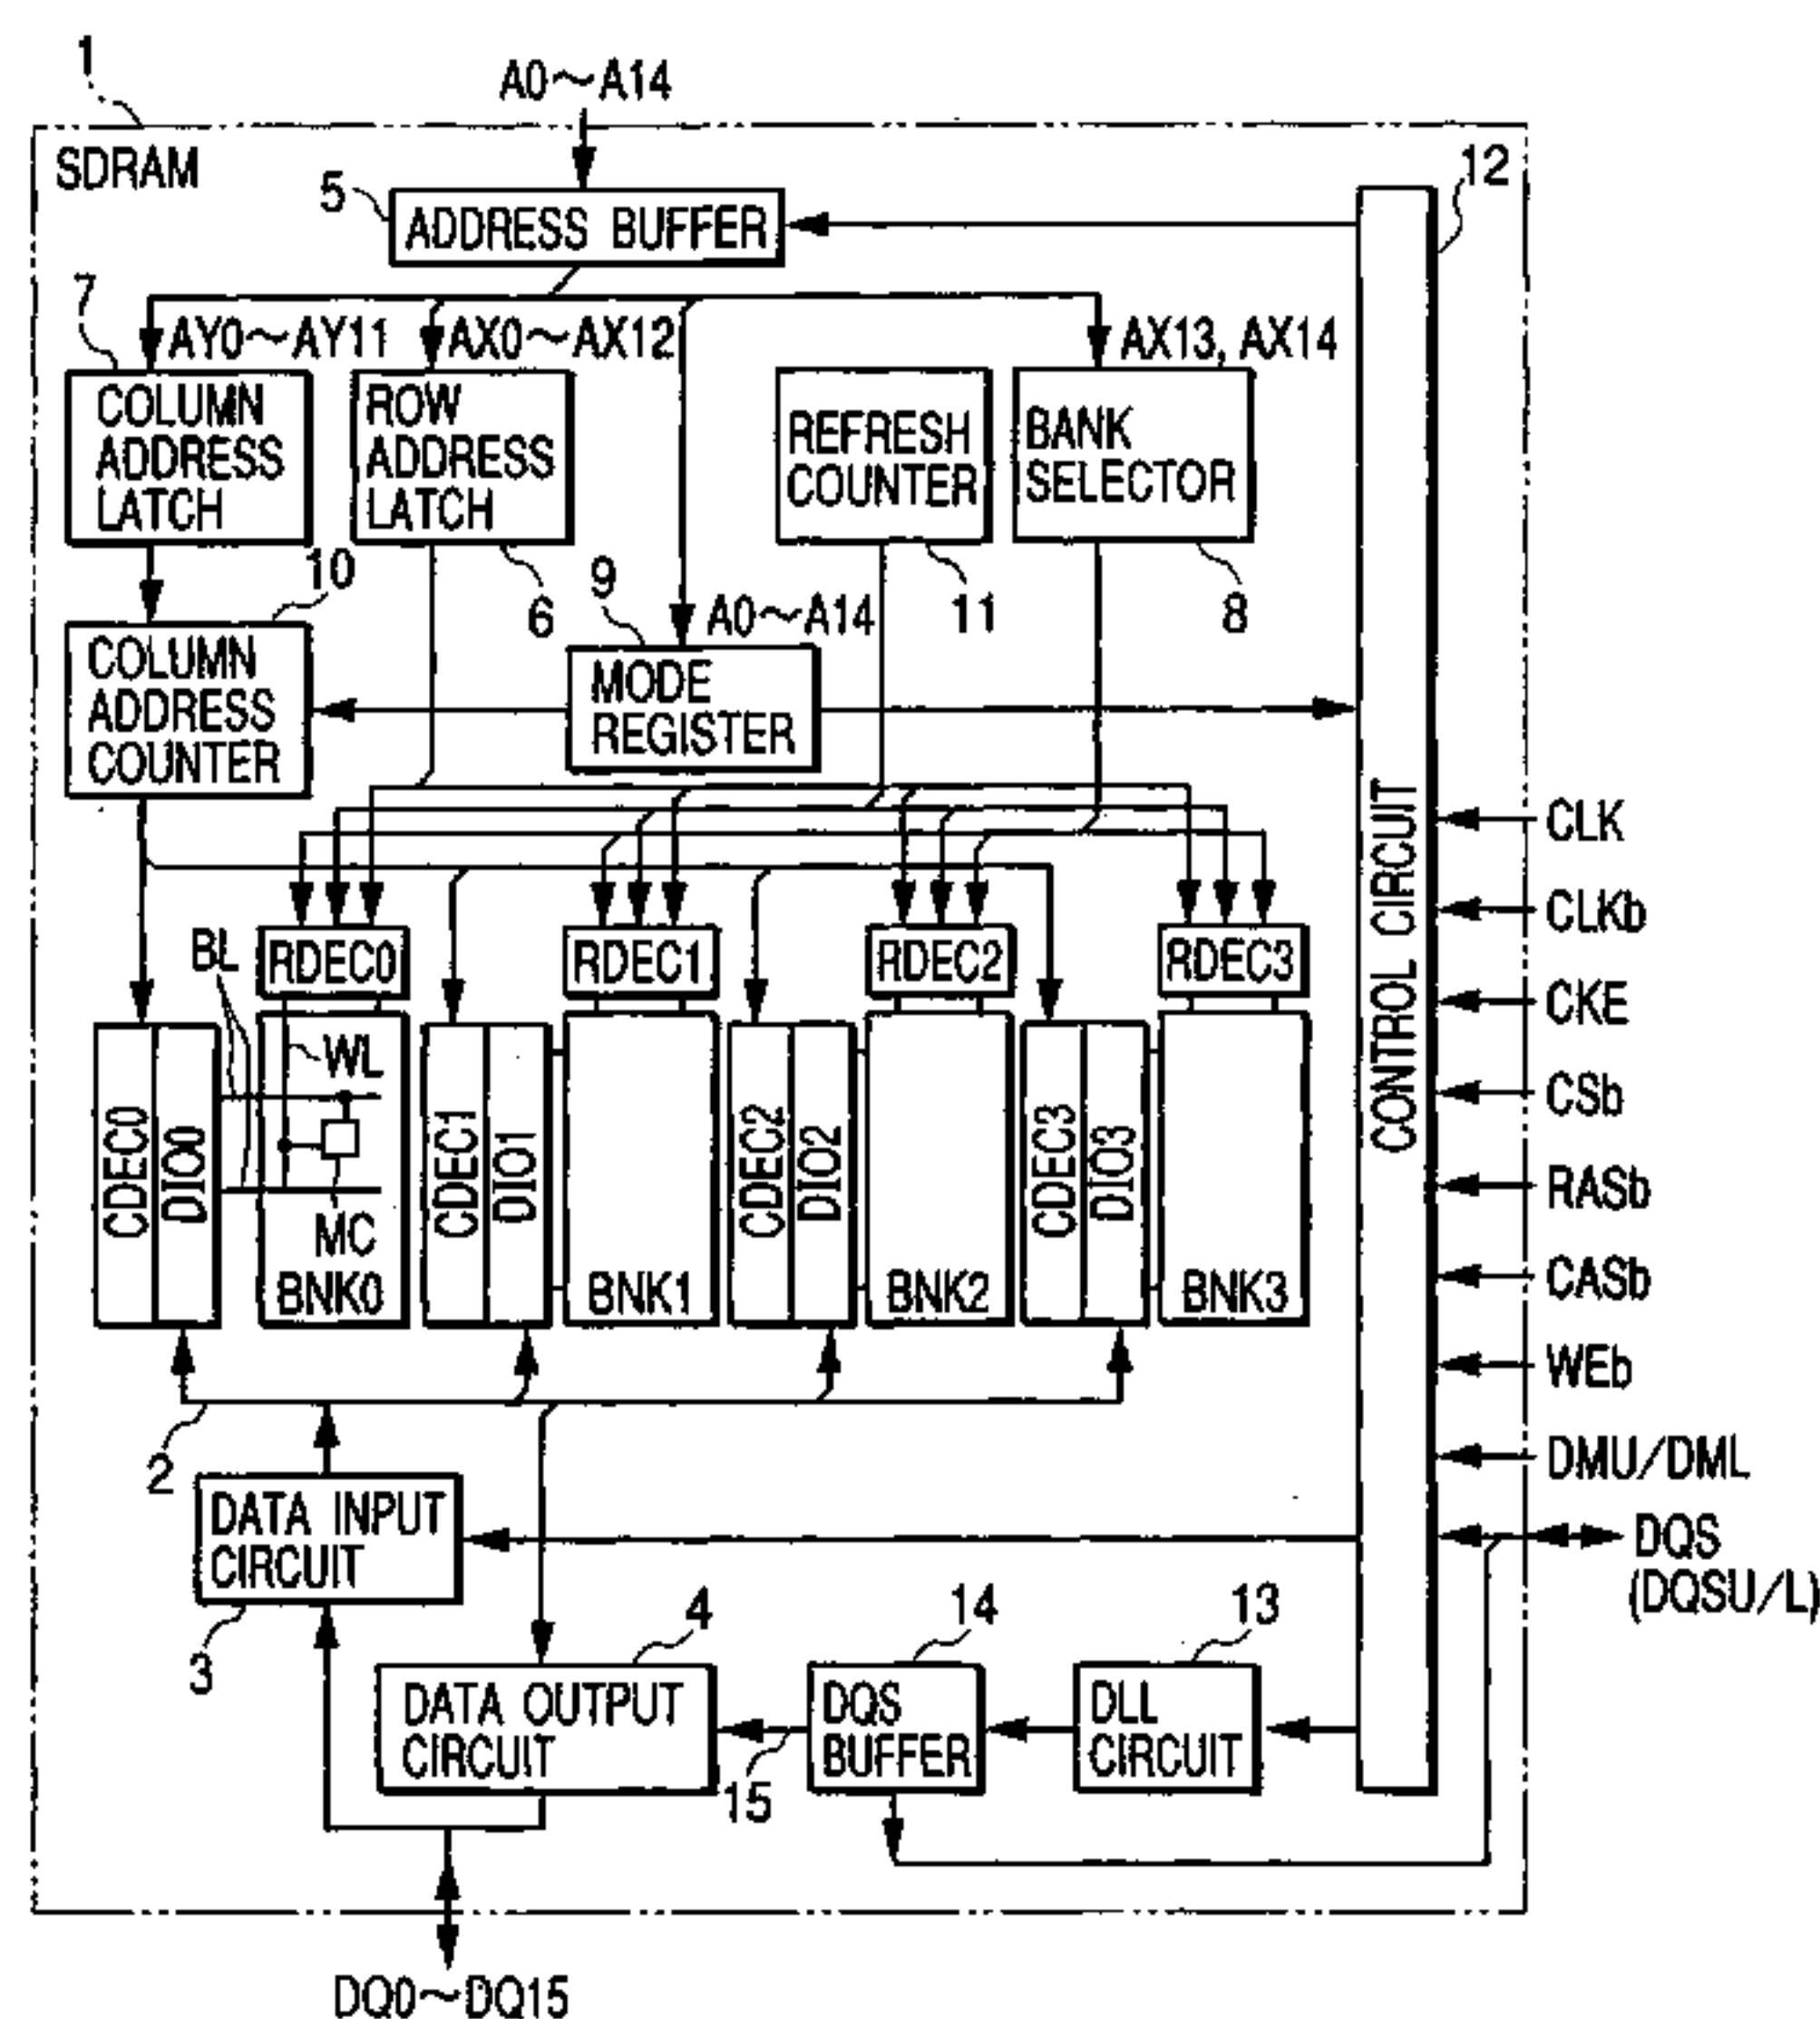 1
A0~A14
SDRAM
12
5
ADDRESS BUFFER
7
AY0~AY11
AX0~AX12
AX13, AX14
COLUMN
ADDRESS
LATCH
ROW
ADDRESS
LATCH
REFRESH
COUNTER
BANK
SELECTOR
10
6
9
A0~A14
11
8
COLUMN
ADDRESS
COUNTER
MODE
REGISTER
CONTROL CIRCUIT
CLK
CLKb
CKE
CSb
RASb
CASb
WEb
DMU/DML
DQS
(DQSU/L)
BL
RDEC0
RDEC1
RDEC2
RDEC3
WL
CDEC0
DIO0
MC
BNK0
CDEC1
DIO1
BNK1
CDEC2
DIO2
BNK2
CDEC3
DIO3
BNK3
2
DATA INPUT
CIRCUIT
3
4
14
13
DATA OUTPUT
CIRCUIT
15
DQS
BUFFER
DLL
CIRCUIT
DQ0~DQ15